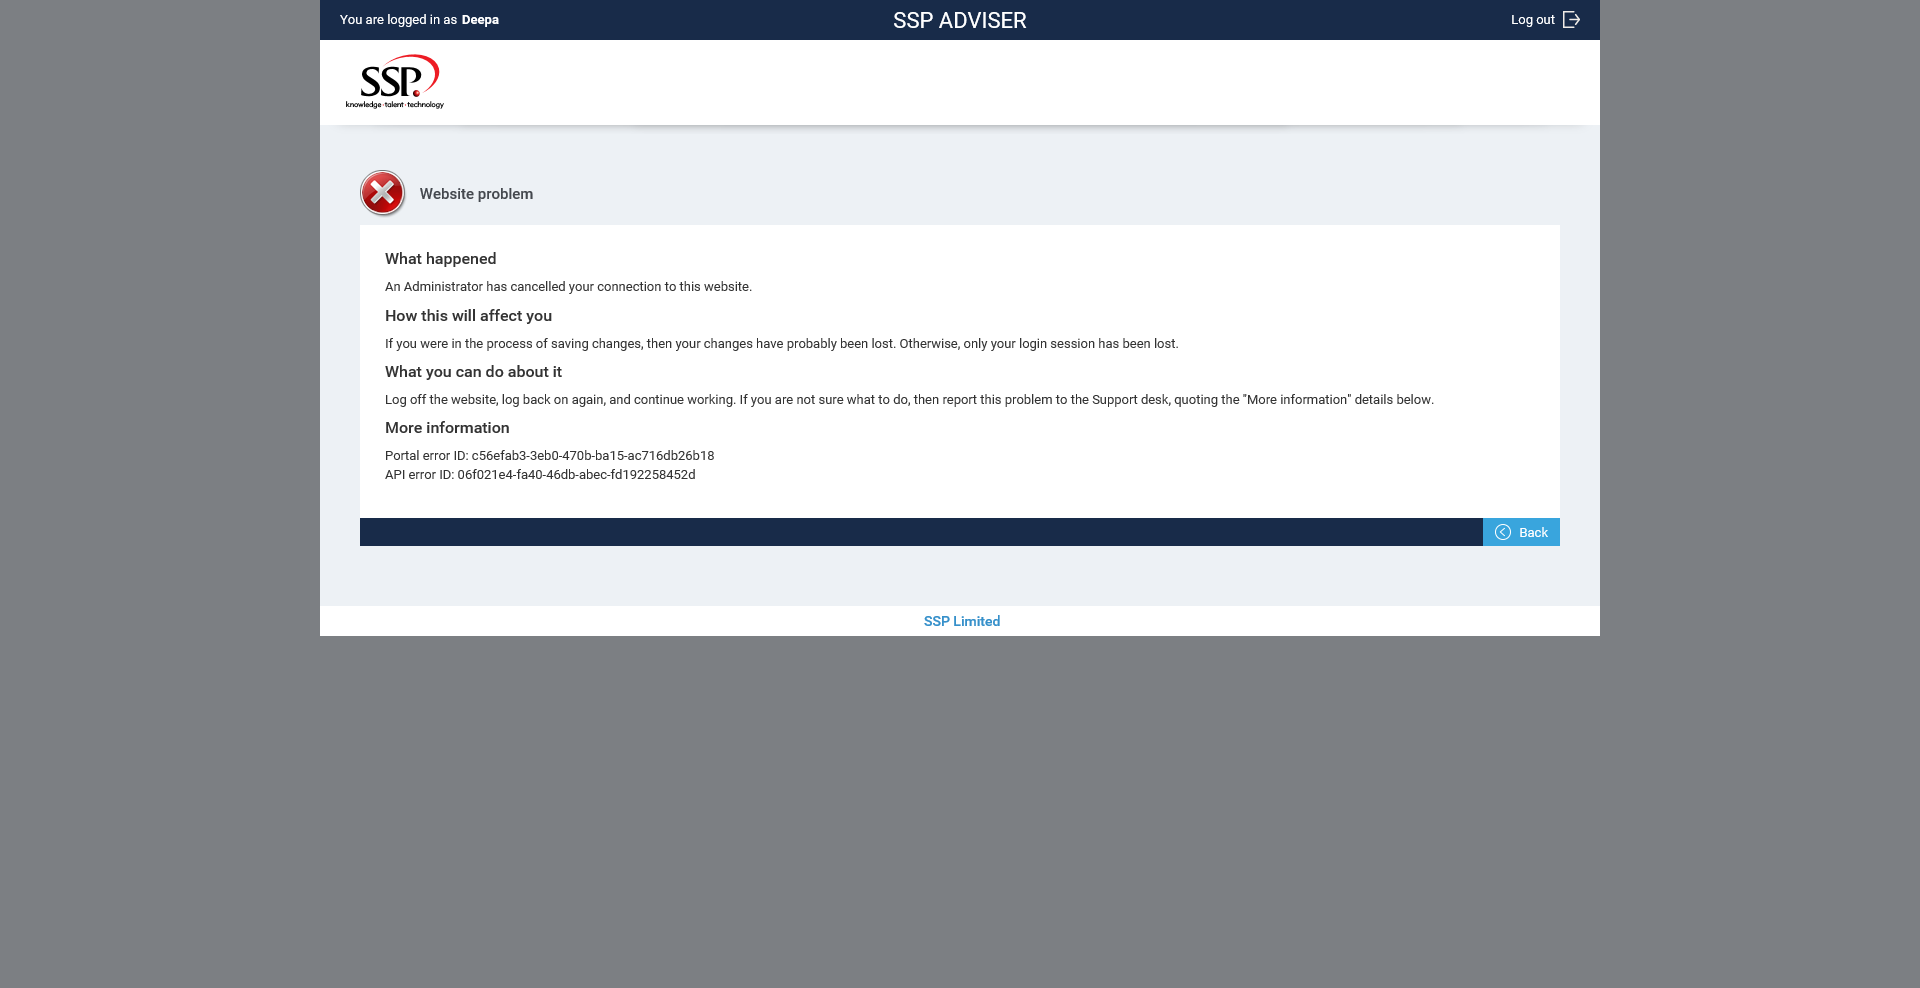 You are logged in as Deepa
SSP ADVISER
Log out
SSP.
knowledge·talent·technology
Website problem
What happened
An Administrator has cancelled your connection to this website.
How this will affect you
If you were in the process of saving changes, then your changes have probably been lost. Otherwise, only your login session has been lost.
What you can do about it
Log off the website, log back on again, and continue working. If you are not sure what to do, then report this problem to the Support desk, quoting the "More information" details below.
More information
Portal error ID: c56efab3-3eb0-470b-ba15-ac716db26b18
API error ID: 06f021e4-fa40-46db-abec-fd192258452d
Back
SSP Limited